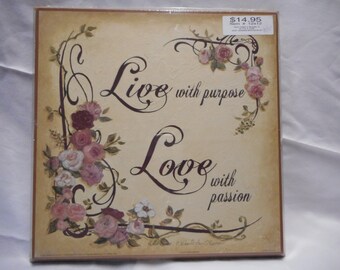 $14.95
Live with purpose
Love with
passion